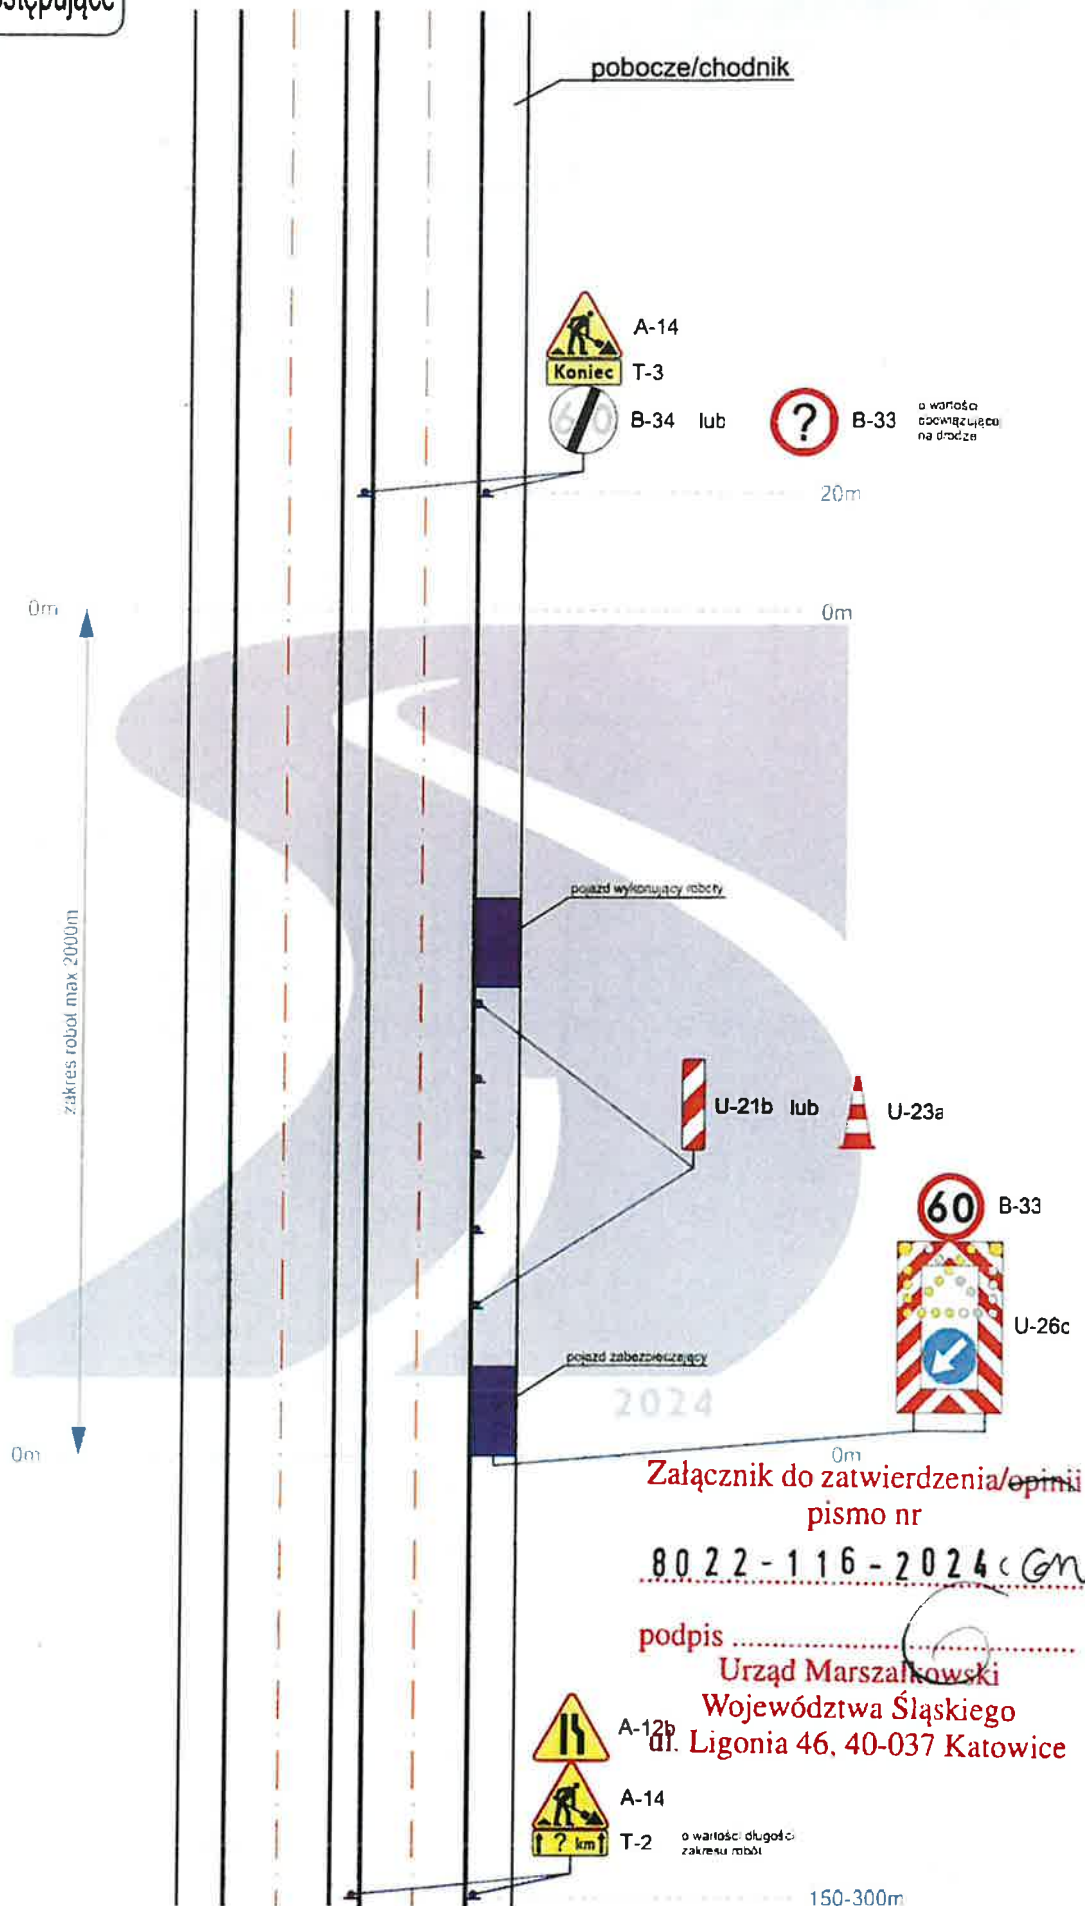 stępujące
pobocze/chodnik
A-14
Koniec T-3
60 B-34 lub ? B-33 o wartości
obowiązującej
na drodze
20m
0m 0m
zakres robót max 2000m
pojazd wykonujący roboty
U-21b lub U-23a
60 B-33
U-26c
pojazd zabezpieczający
2024
0m 0m
Załącznik do zatwierdzenia/opinii
pismo nr
8022-116-2024
podpis
Urząd Marszałkowski
Województwa Śląskiego
ul. Ligonia 46, 40-037 Katowice
A-12b
A-14
? km T-2 o wartości długości
zakresu robót
150-300m